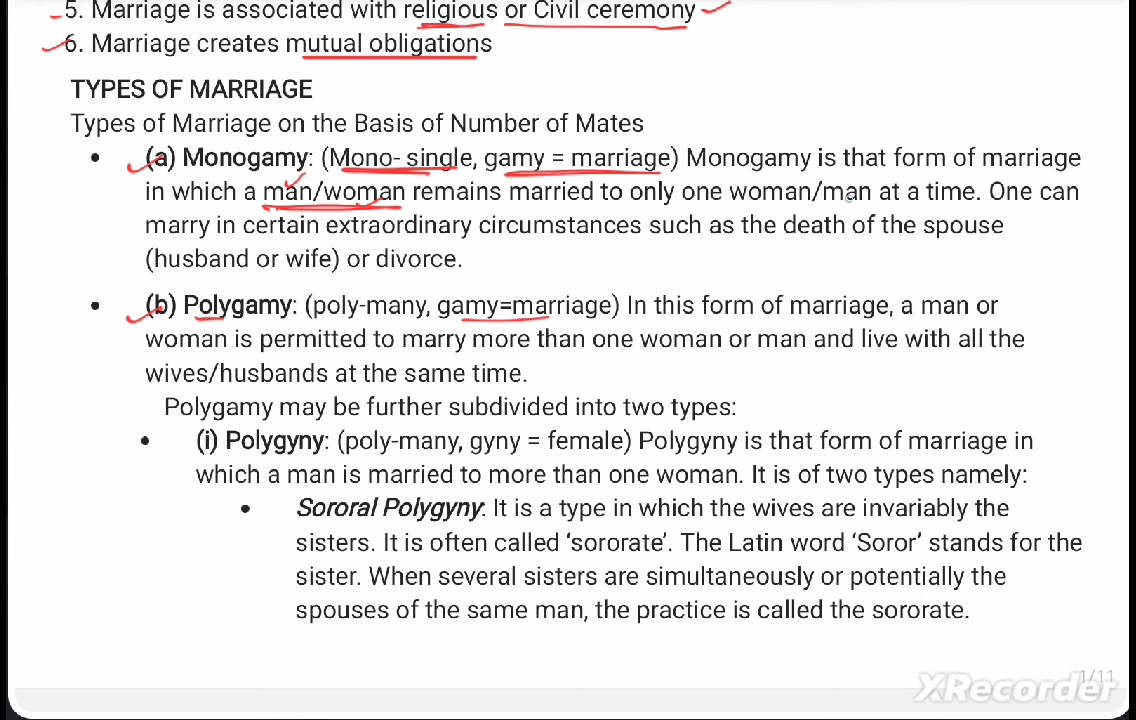 5. Marriage is associated with religious or Civil ceremony
6. Marriage creates mutual obligations
TYPES OF MARRIAGE
Types of Marriage on the Basis of Number of Mates
• (a) Monogamy: (Mono- single, gamy = marriage) Monogamy is that form of marriage
in which a man/woman remains married to only one woman/man at a time. One can
marry in certain extraordinary circumstances such as the death of the spouse
(husband or wife) or divorce.
• (b) Polygamy: (poly-many, gamy=marriage) In this form of marriage, a man or
woman is permitted to marry more than one woman or man and live with all the
wives/husbands at the same time.
Polygamy may be further subdivided into two types:
• (i) Polygyny: (poly-many, gyny = female) Polygyny is that form of marriage in
which a man is married to more than one woman. It is of two types namely:
• Sororal Polygyny: It is a type in which the wives are invariably the
sisters. It is often called ‘sororate’. The Latin word ‘Soror’ stands for the
sister. When several sisters are simultaneously or potentially the
spouses of the same man, the practice is called the sororate.
1/11
XRecorder